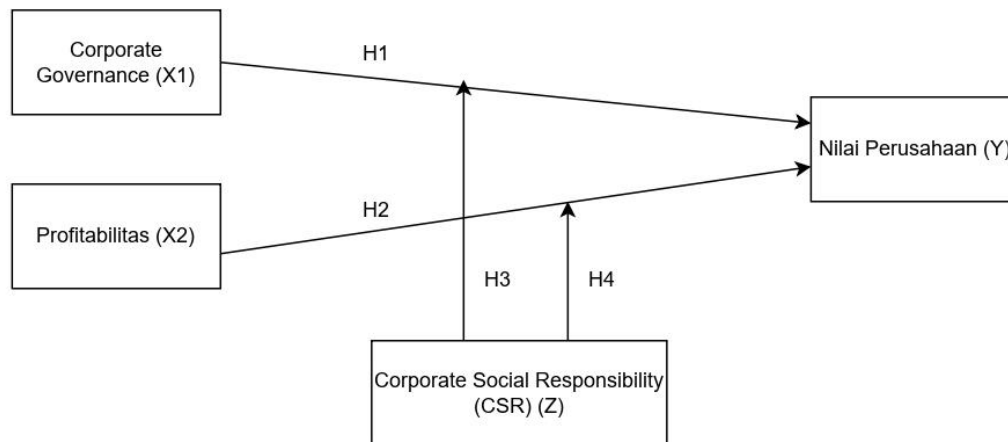 Corporate
Governance (X1)
H1
Nilai Perusahaan (Y)
Profitabilitas (X2)
H2
H3
H4
Corporate Social Responsibility
(CSR) (Z)